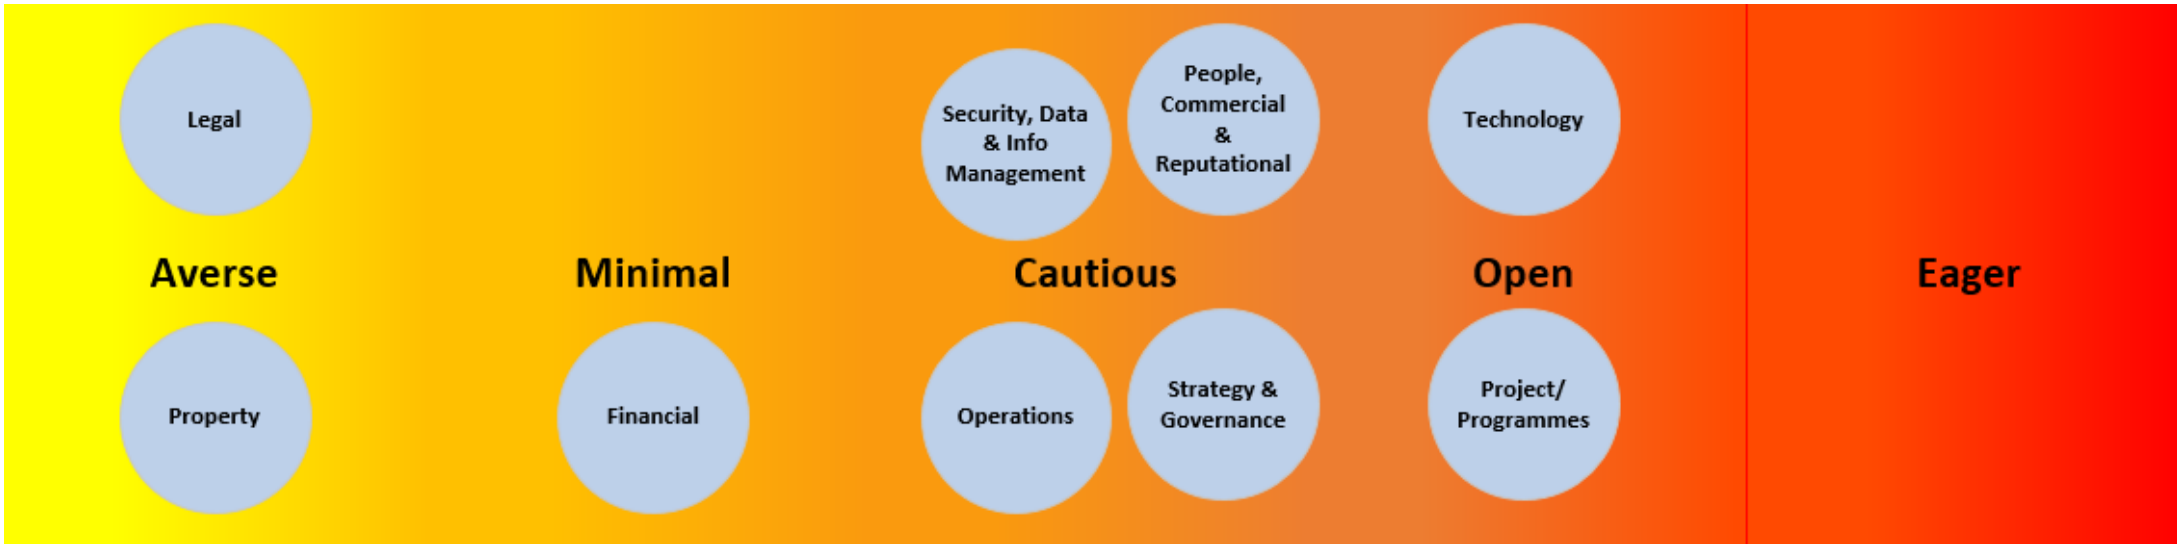 Legal
Security, Data
& Info
Management
People,
Commercial
&
Reputational
Technology
Averse
Minimal
Cautious
Open
Eager
Property
Financial
Operations
Strategy &
Governance
Project/
Programmes